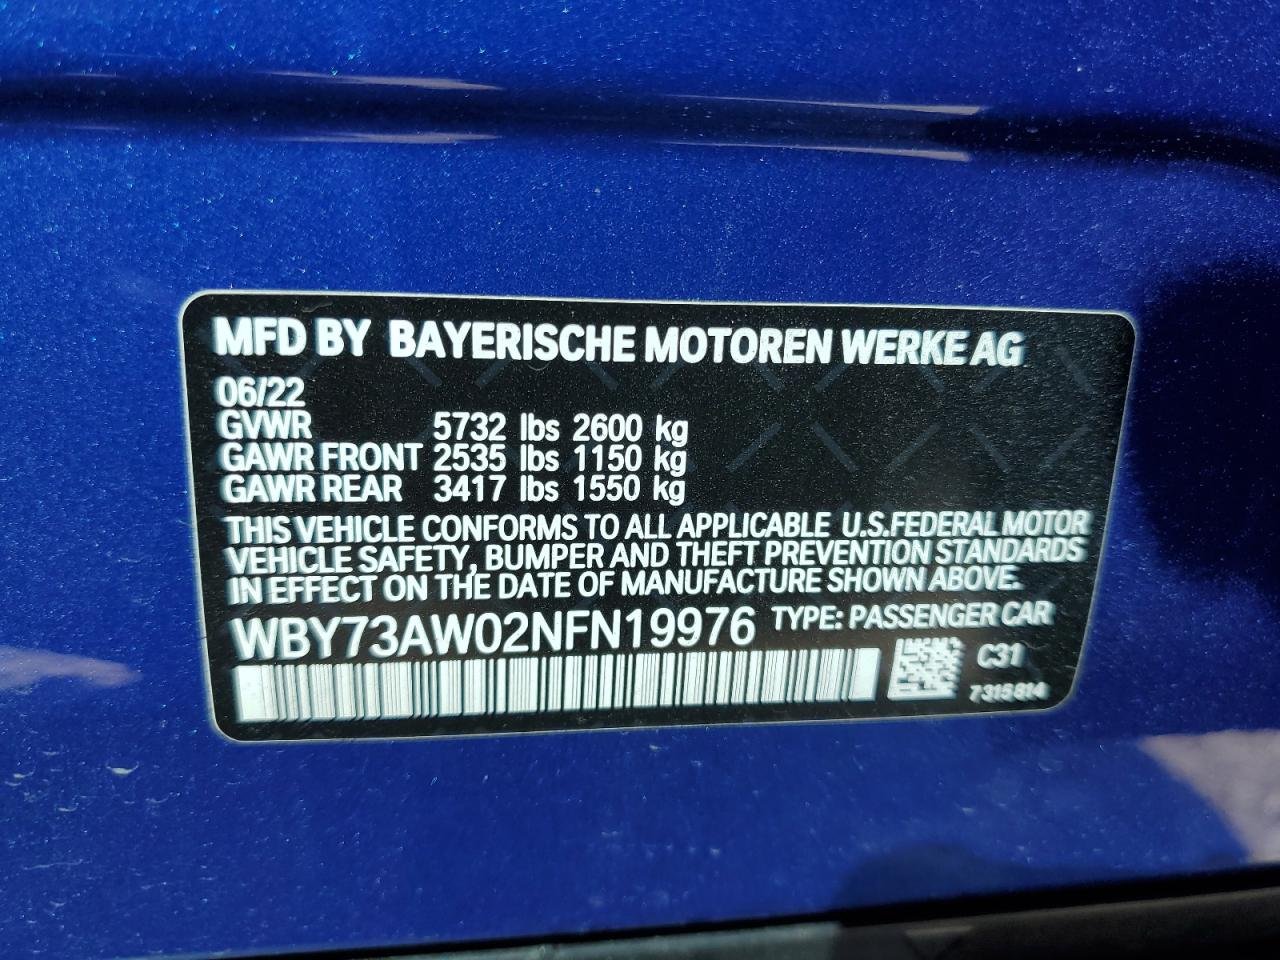 MFD BY BAYERISCHE MOTOREN WERKE AG
06/22
GVWR 5732 lbs 2600 kg
GAWR FRONT 2535 lbs 1150 kg
GAWR REAR 3417 lbs 1550 kg
THIS VEHICLE CONFORMS TO ALL APPLICABLE U.S.FEDERAL MOTOR
VEHICLE SAFETY, BUMPER AND THEFT PREVENTION STANDARDS
IN EFFECT ON THE DATE OF MANUFACTURE SHOWN ABOVE.
WBY73AW02NFN19976 TYPE: PASSENGER CAR
C31
7315814